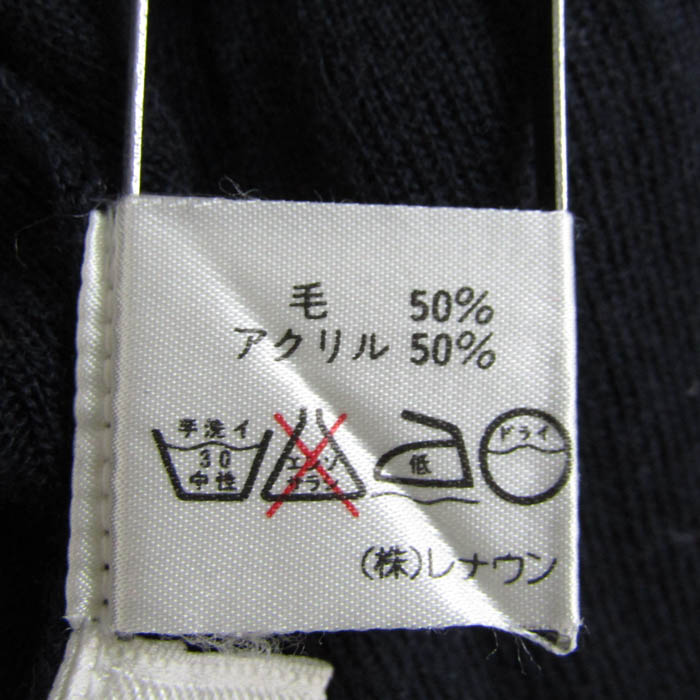 毛 50%
アクリル 50%
手洗イ
30
中性
エンソ
サラシ
低
ドライ
(株)レナウン